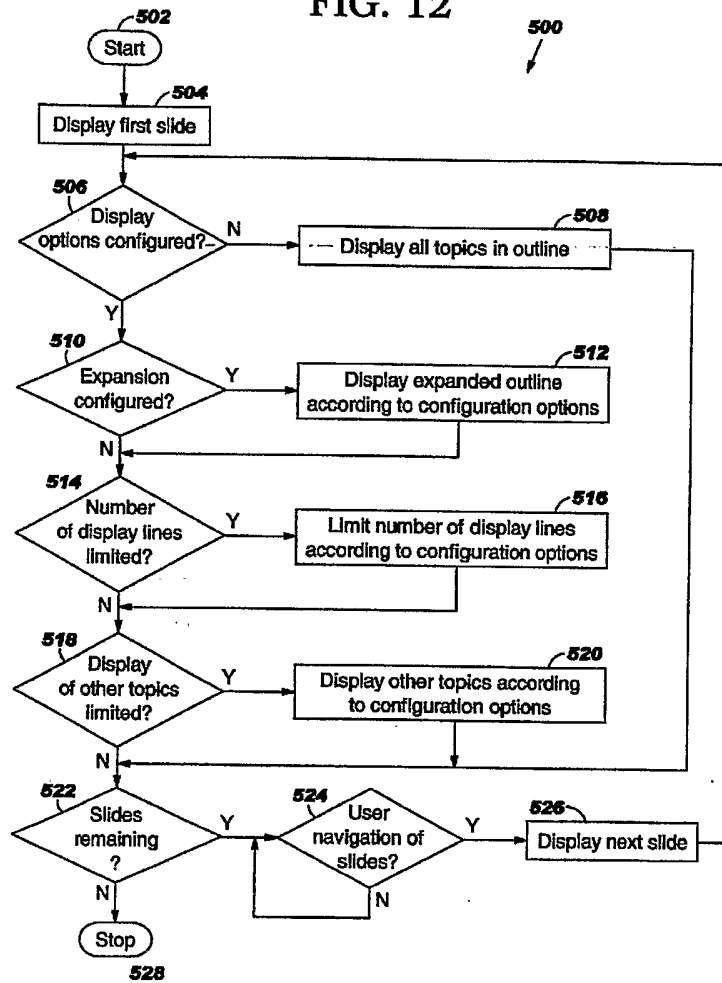 FIG. 12
500
502
Start
504
Display first slide
506
Display
options configured?
N
508
Display all topics in outline
Y
510
Expansion
configured?
Y
512
Display expanded outline
according to configuration options
N
514
Number
of display lines
limited?
Y
516
Limit number of display lines
according to configuration options
N
518
Display
of other topics
limited?
Y
520
Display other topics according
to configuration options
N
522
Slides
remaining
?
Y
524
User
navigation of
slides?
Y
526
Display next slide
N
N
Stop
528